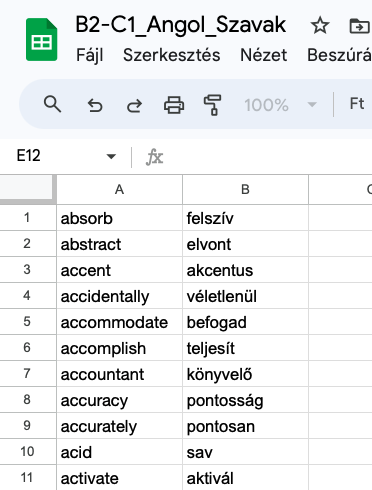 B2-C1_Angol_Szavak
Fájl Szerkesztés Nézet
100% Ft
E12 fx
A B
1 absorb felszív
2 abstract elvont
3 accent akcentus
4 accidentally véletlenül
5 accommodate befogad
6 accomplish teljesít
7 accountant könyvelő
8 accuracy pontosság
9 accurately pontosan
10 acid sav
11 activate aktivál